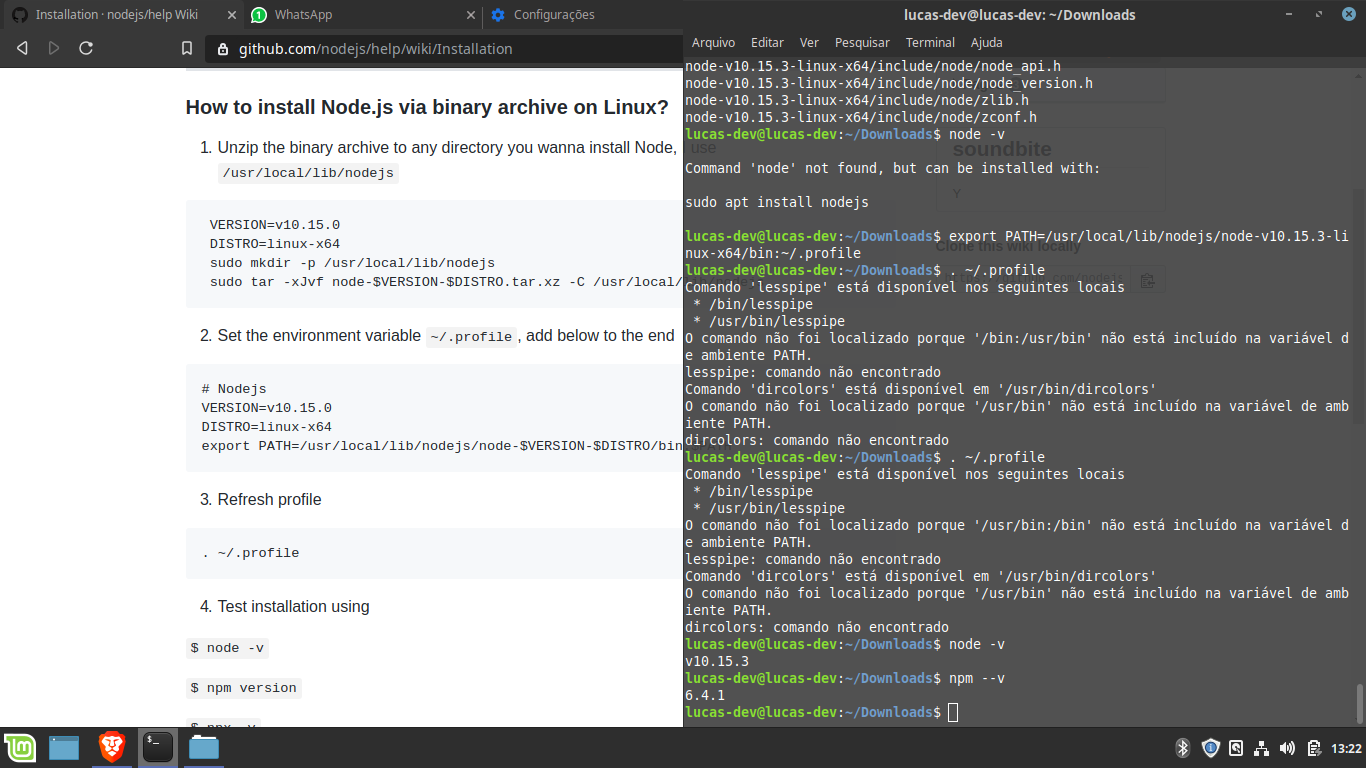 Installation · nodejs/help Wiki
WhatsApp
Configurações
github.com/nodejs/help/wiki/Installation
How to install Node.js via binary archive on Linux?
1. Unzip the binary archive to any directory you wanna install Node, use
/usr/local/lib/nodejs
VERSION=v10.15.0
DISTRO=linux-x64
sudo mkdir -p /usr/local/lib/nodejs
sudo tar -xJvf node-$VERSION-$DISTRO.tar.xz -C /usr/local/
2. Set the environment variable ~/.profile, add below to the end
# Nodejs
VERSION=v10.15.0
DISTRO=linux-x64
export PATH=/usr/local/lib/nodejs/node-$VERSION-$DISTRO/bin
3. Refresh profile
. ~/.profile
4. Test installation using
$ node -v
$ npm version
$ npx -v
lucas-dev@lucas-dev: ~/Downloads
Arquivo Editar Ver Pesquisar Terminal Ajuda
node-v10.15.3-linux-x64/include/node/node_api.h
node-v10.15.3-linux-x64/include/node/node_version.h
node-v10.15.3-linux-x64/include/node/zlib.h
node-v10.15.3-linux-x64/include/node/zconf.h
lucas-dev@lucas-dev:~/Downloads$ node -v
soundbite
Command 'node' not found, but can be installed with:
Y
sudo apt install nodejs
lucas-dev@lucas-dev:~/Downloads$ export PATH=/usr/local/lib/nodejs/node-v10.15.3-li
Clone this wiki locally
nux-x64/bin:~/.profile
lucas-dev@lucas-dev:~/Downloads$ . ~/.profile
Comando 'lesspipe' está disponível nos seguintes locais
* /bin/lesspipe
* /usr/bin/lesspipe
O comando não foi localizado porque '/bin:/usr/bin' não está incluído na variável d
e ambiente PATH.
lesspipe: comando não encontrado
Comando 'dircolors' está disponível em '/usr/bin/dircolors'
O comando não foi localizado porque '/usr/bin' não está incluído na variável de amb
iente PATH.
dircolors: comando não encontrado
lucas-dev@lucas-dev:~/Downloads$ . ~/.profile
Comando 'lesspipe' está disponível nos seguintes locais
* /bin/lesspipe
* /usr/bin/lesspipe
O comando não foi localizado porque '/usr/bin:/bin' não está incluído na variável d
e ambiente PATH.
lesspipe: comando não encontrado
Comando 'dircolors' está disponível em '/usr/bin/dircolors'
O comando não foi localizado porque '/usr/bin' não está incluído na variável de amb
iente PATH.
dircolors: comando não encontrado
lucas-dev@lucas-dev:~/Downloads$ node -v
v10.15.3
lucas-dev@lucas-dev:~/Downloads$ npm --v
6.4.1
lucas-dev@lucas-dev:~/Downloads$
13:22